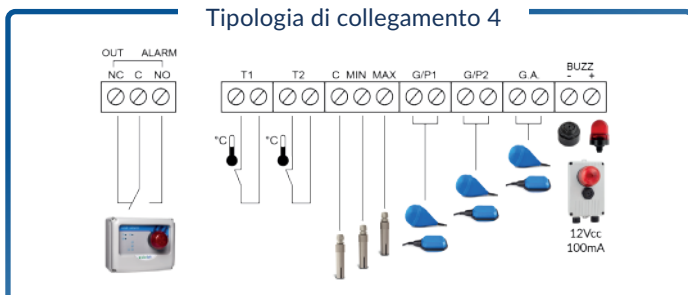 Tipologia di collegamento 4
OUT ALARM
NC C NO
T1 T2 C MIN MAX G/P1 G/P2 G.A. BUZZ
- +
°C °C
12Vcc
100mA